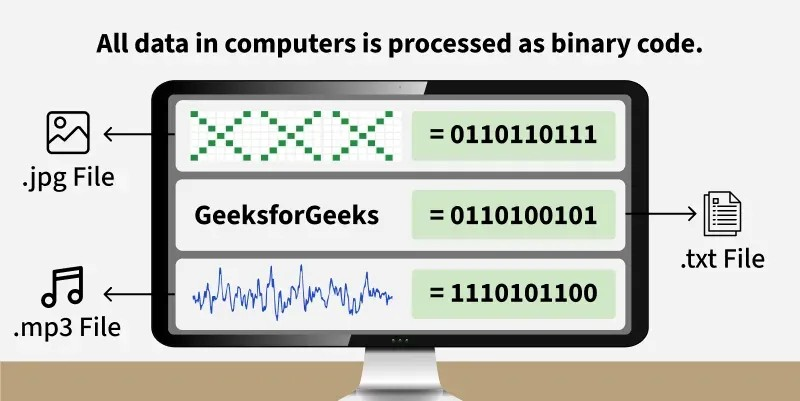 All data in computers is processed as binary code.
.jpg File
= 0110110111
GeeksforGeeks
= 0110100101
.txt File
.mp3 File
= 1110101100